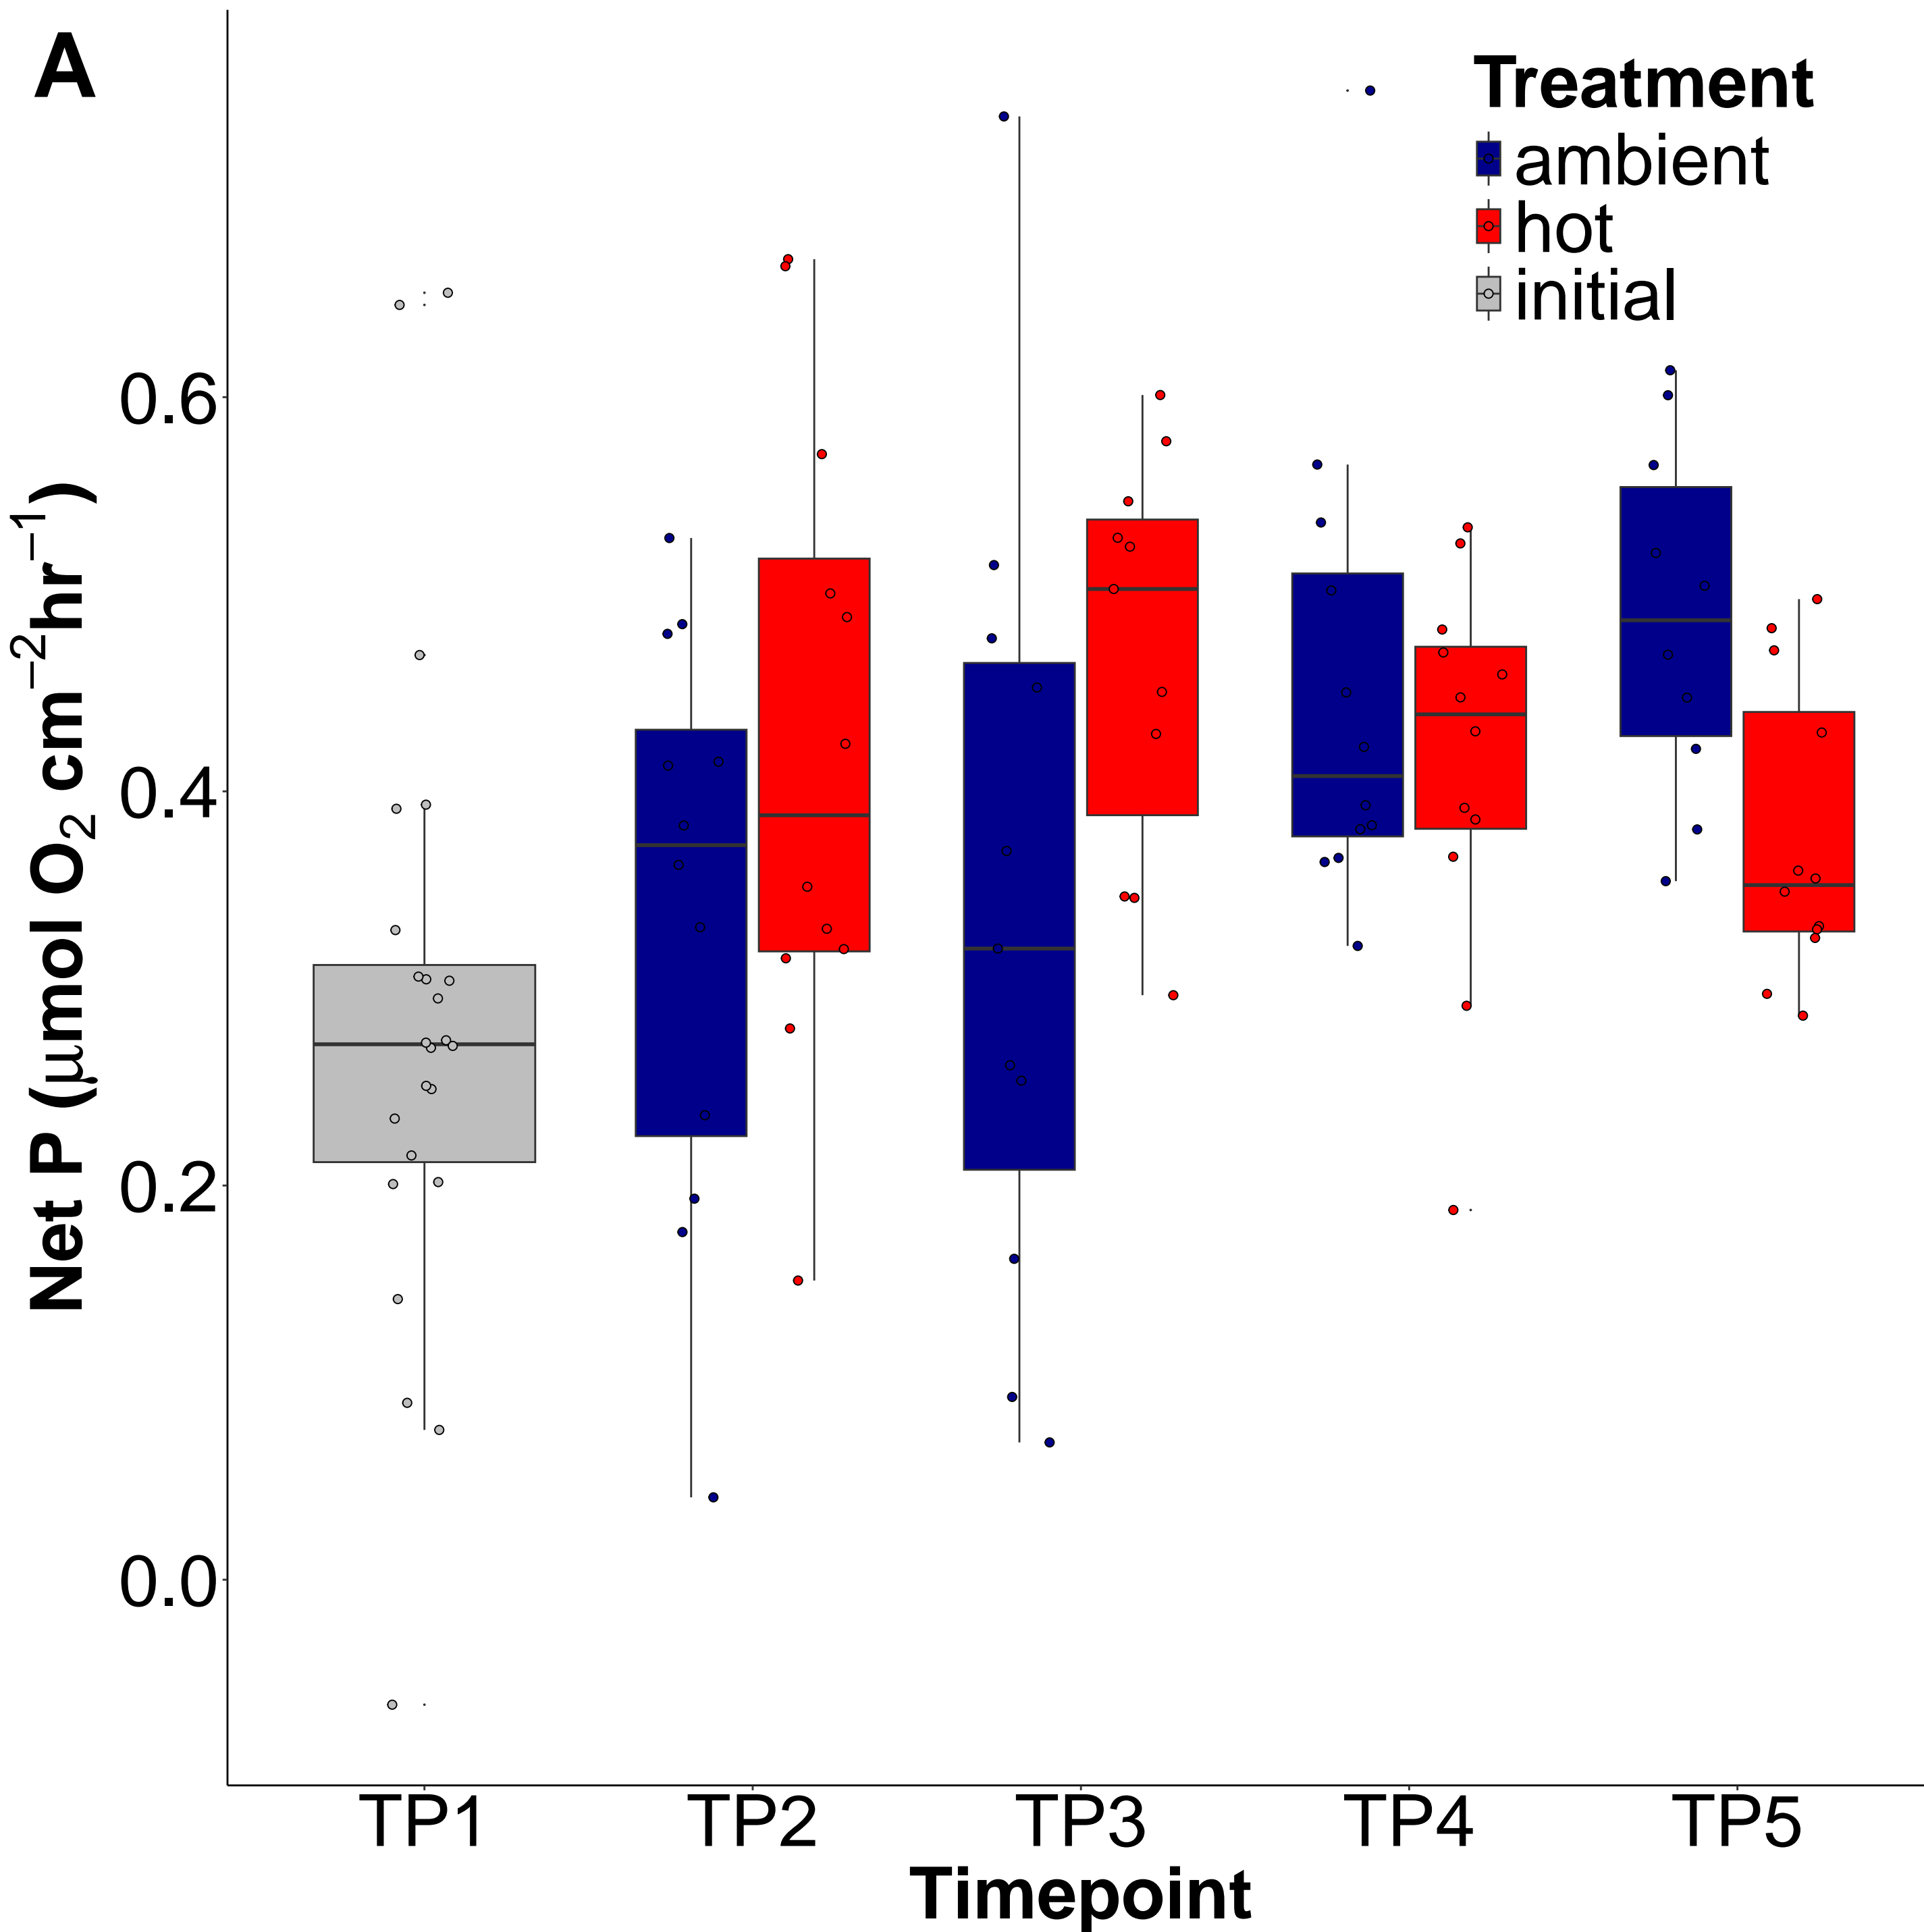 A
Treatment
ambient
hot
initial
Net P (μmol O₂ cm⁻²hr⁻¹)
0.6
0.4
0.2
0.0
TP1 TP2 TP3 TP4 TP5
Timepoint